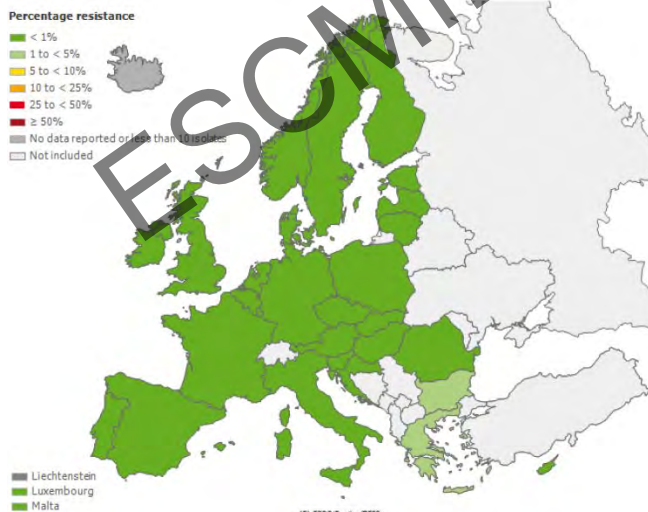 Percentage resistance
< 1%
1 to < 5%
5 to < 10%
10 to < 25%
25 to < 50%
≥ 50%
No data reported or less than 10 isolates
Not included
ESCMI
Liechtenstein
Luxembourg
Malta